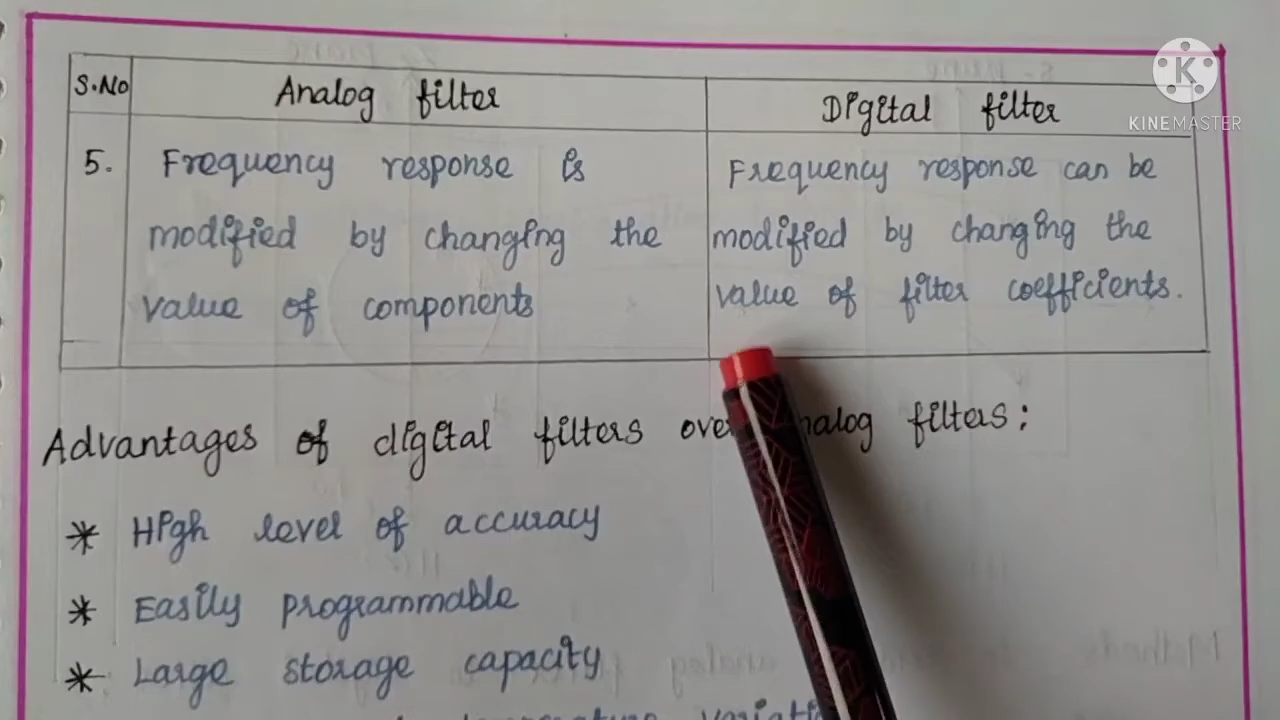 S.No Analog filter Digital filter
5. Frequency response is
modified by changing the
value of components
Frequency response can be
modified by changing the
value of filter coefficients.
Advantages of digital filters over analog filters:
* High level of accuracy
* Easily programmable
* Large storage capacity
KINEMASTER